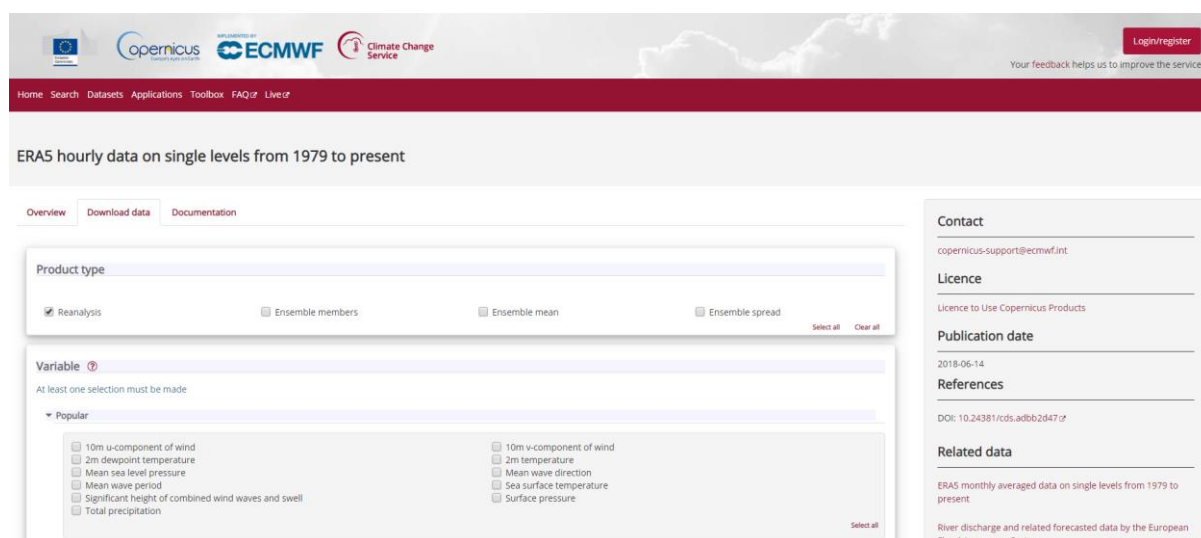 opernicus
Europe's eyes on Earth
IMPLEMENTED BY
ECMWF
Climate Change
Service
Login/register
Your feedback helps us to improve the service
Home Search Datasets Applications Toolbox FAQ Live
ERA5 hourly data on single levels from 1979 to present
Overview Download data Documentation
Product type
Reanalysis Ensemble members Ensemble mean Ensemble spread
Select all Clear all
Variable ?
At least one selection must be made
Popular
10m u-component of wind 10m v-component of wind
2m dewpoint temperature 2m temperature
Mean sea level pressure Mean wave direction
Mean wave period Sea surface temperature
Significant height of combined wind waves and swell Surface pressure
Total precipitation
Select all
Contact
copernicus-support@ecmwf.int
Licence
Licence to Use Copernicus Products
Publication date
2018-06-14
References
DOI: 10.24381/cds.adbb2d47
Related data
ERA5 monthly averaged data on single levels from 1979 to
present
River discharge and related forecasted data by the European